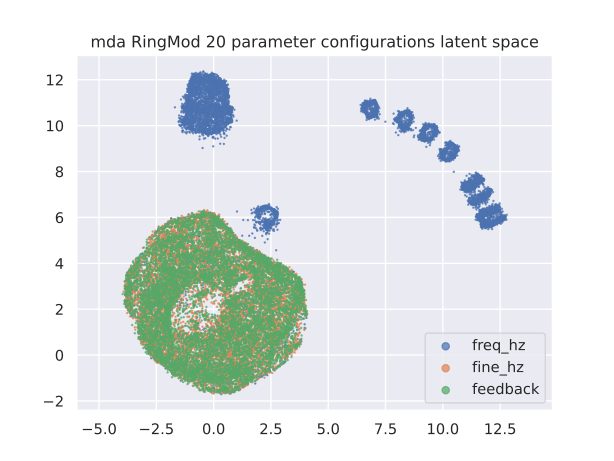 mda RingMod 20 parameter configurations latent space
12
10
8
6
4
2
0
−2
−5.0 −2.5 0.0 2.5 5.0 7.5 10.0 12.5
freq_hz
fine_hz
feedback